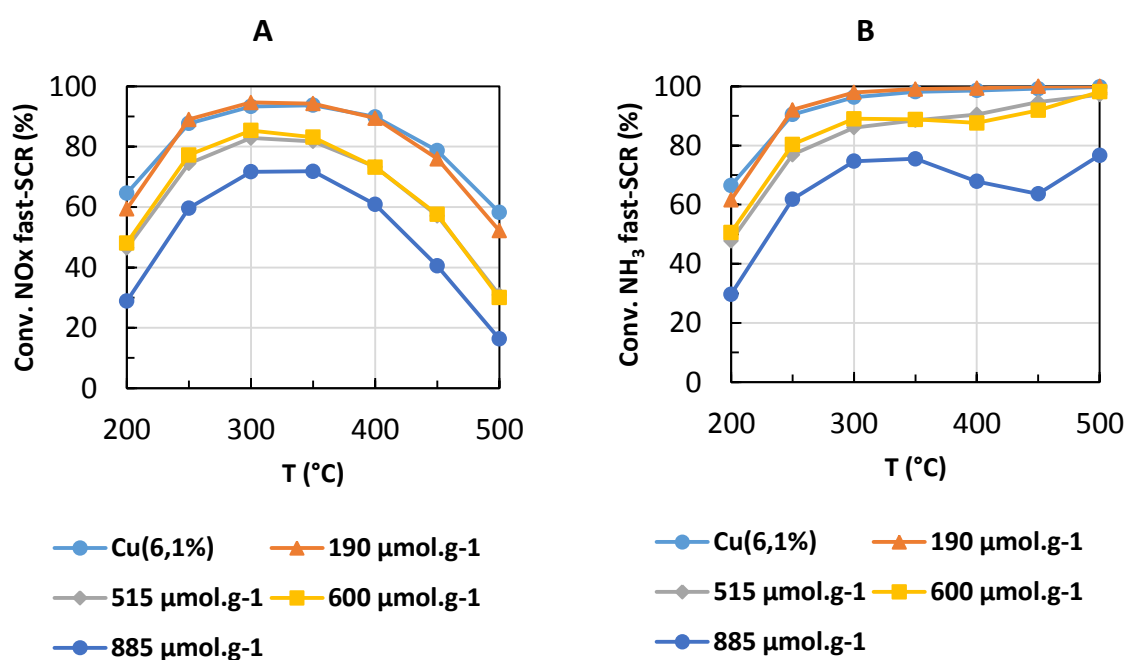 A
Conv. NOx fast-SCR (%)
100
80
60
40
20
0
200 300 400 500
T (°C)
Cu(6,1%) 190 µmol.g-1
515 µmol.g-1 600 µmol.g-1
885 µmol.g-1
B
Conv. NH₃ fast-SCR (%)
100
80
60
40
20
0
200 300 400 500
T (°C)
Cu(6,1%) 190 µmol.g-1
515 µmol.g-1 600 µmol.g-1
885 µmol.g-1